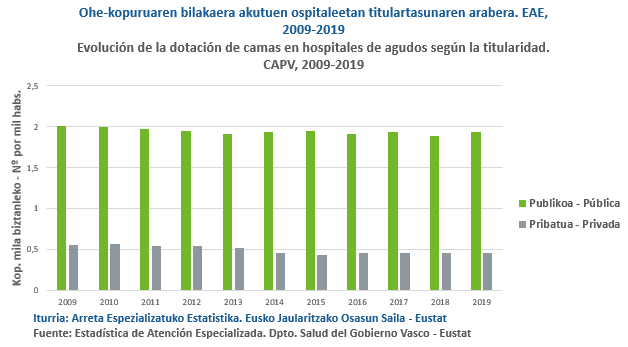 Ohe-kopuruaren bilakaera akutuen ospitaleetan titulartasunaren arabera. EAE,
2009-2019
Evolución de la dotación de camas en hospitales de agudos según la titularidad.
CAPV, 2009-2019
Kop. mila biztanleko - Nº por mil habs.
2,5
2
1,5
1
0,5
0
2009 2010 2011 2012 2013 2014 2015 2016 2017 2018 2019
Publikoa - Pública
Pribatua - Privada
Iturria: Arreta Espezializatuko Estatistika. Eusko Jaularitzako Osasun Saila - Eustat
Fuente: Estadística de Atención Especializada. Dpto. Salud del Gobierno Vasco - Eustat